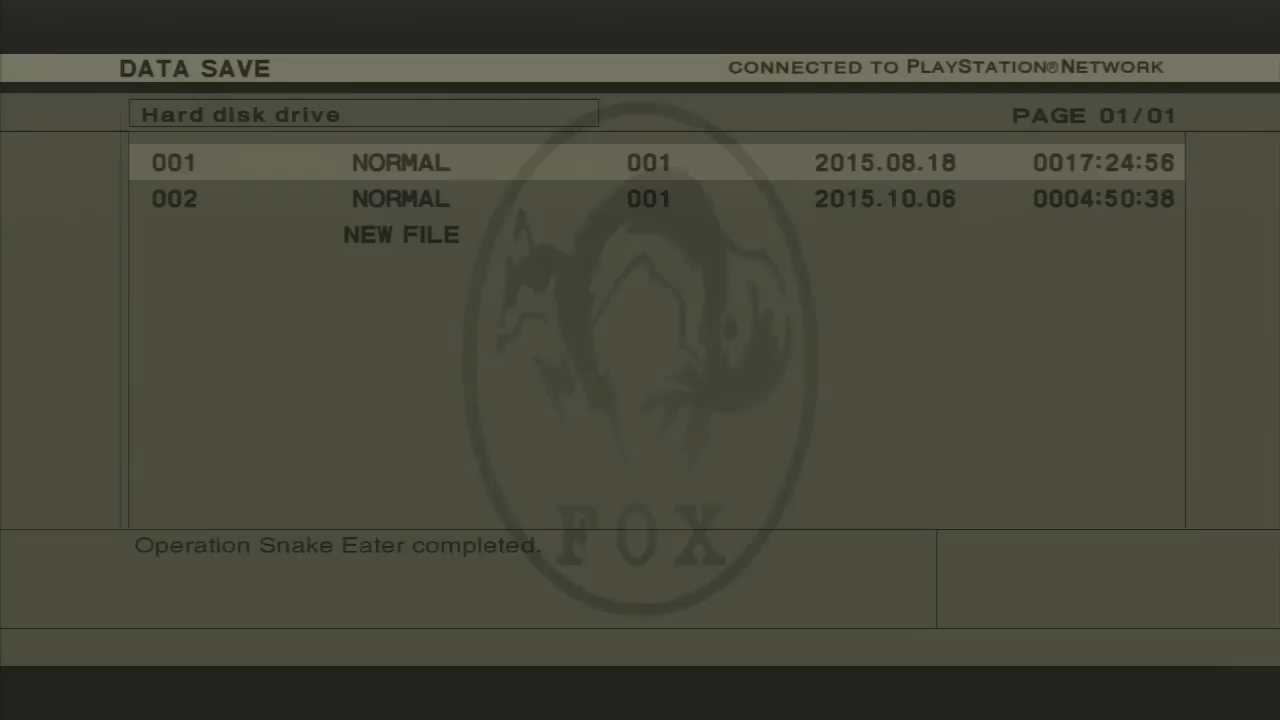 DATA SAVE CONNECTED TO PLAYSTATION®NETWORK
Hard disk drive PAGE 01/01
001 NORMAL 001 2015.08.18 0017:24:56
002 NORMAL 001 2015.10.06 0004:50:38
NEW FILE
Operation Snake Eater completed.
FOX